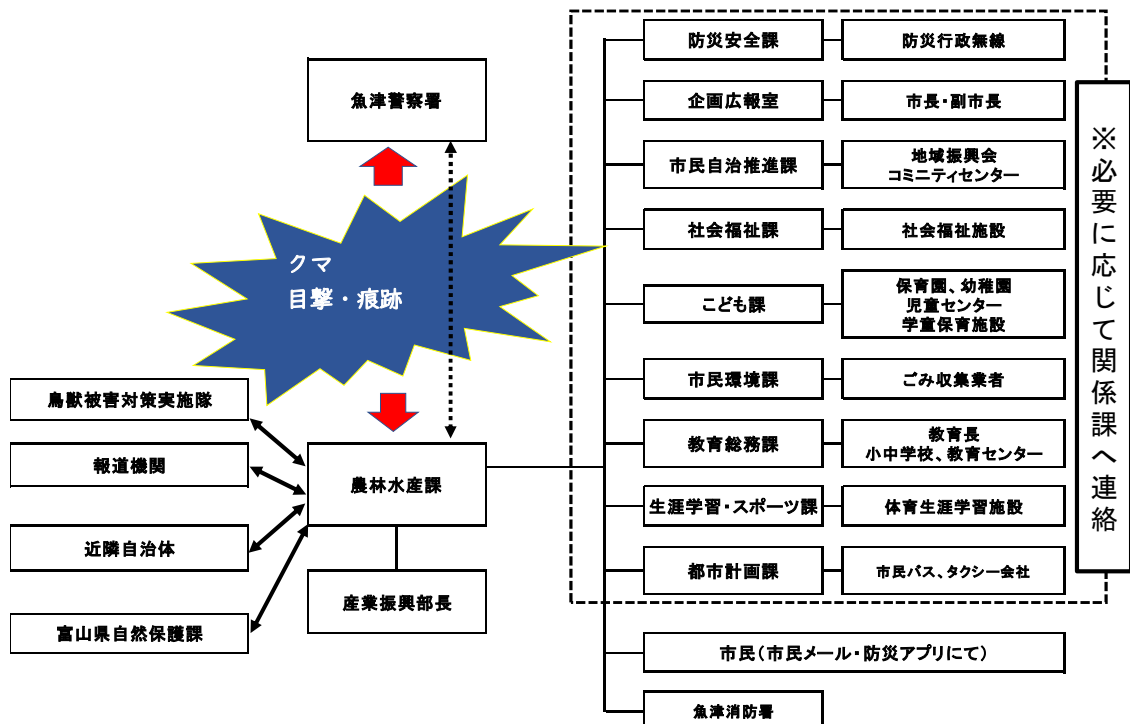 魚津警察署
クマ
目撃・痕跡
鳥獣被害対策実施隊
報道機関
近隣自治体
富山県自然保護課
農林水産課
産業振興部長
防災安全課
防災行政無線
企画広報室
市長・副市長
市民自治推進課
地域振興会
コミニティセンター
社会福祉課
社会福祉施設
こども課
保育園、幼稚園
児童センター
学童保育施設
市民環境課
ごみ収集業者
教育総務課
教育長
小中学校、教育センター
生涯学習・スポーツ課
体育生涯学習施設
都市計画課
市民バス、タクシー会社
市民（市民メール・防災アプリにて）
魚津消防署
※必要に応じて関係課へ連絡